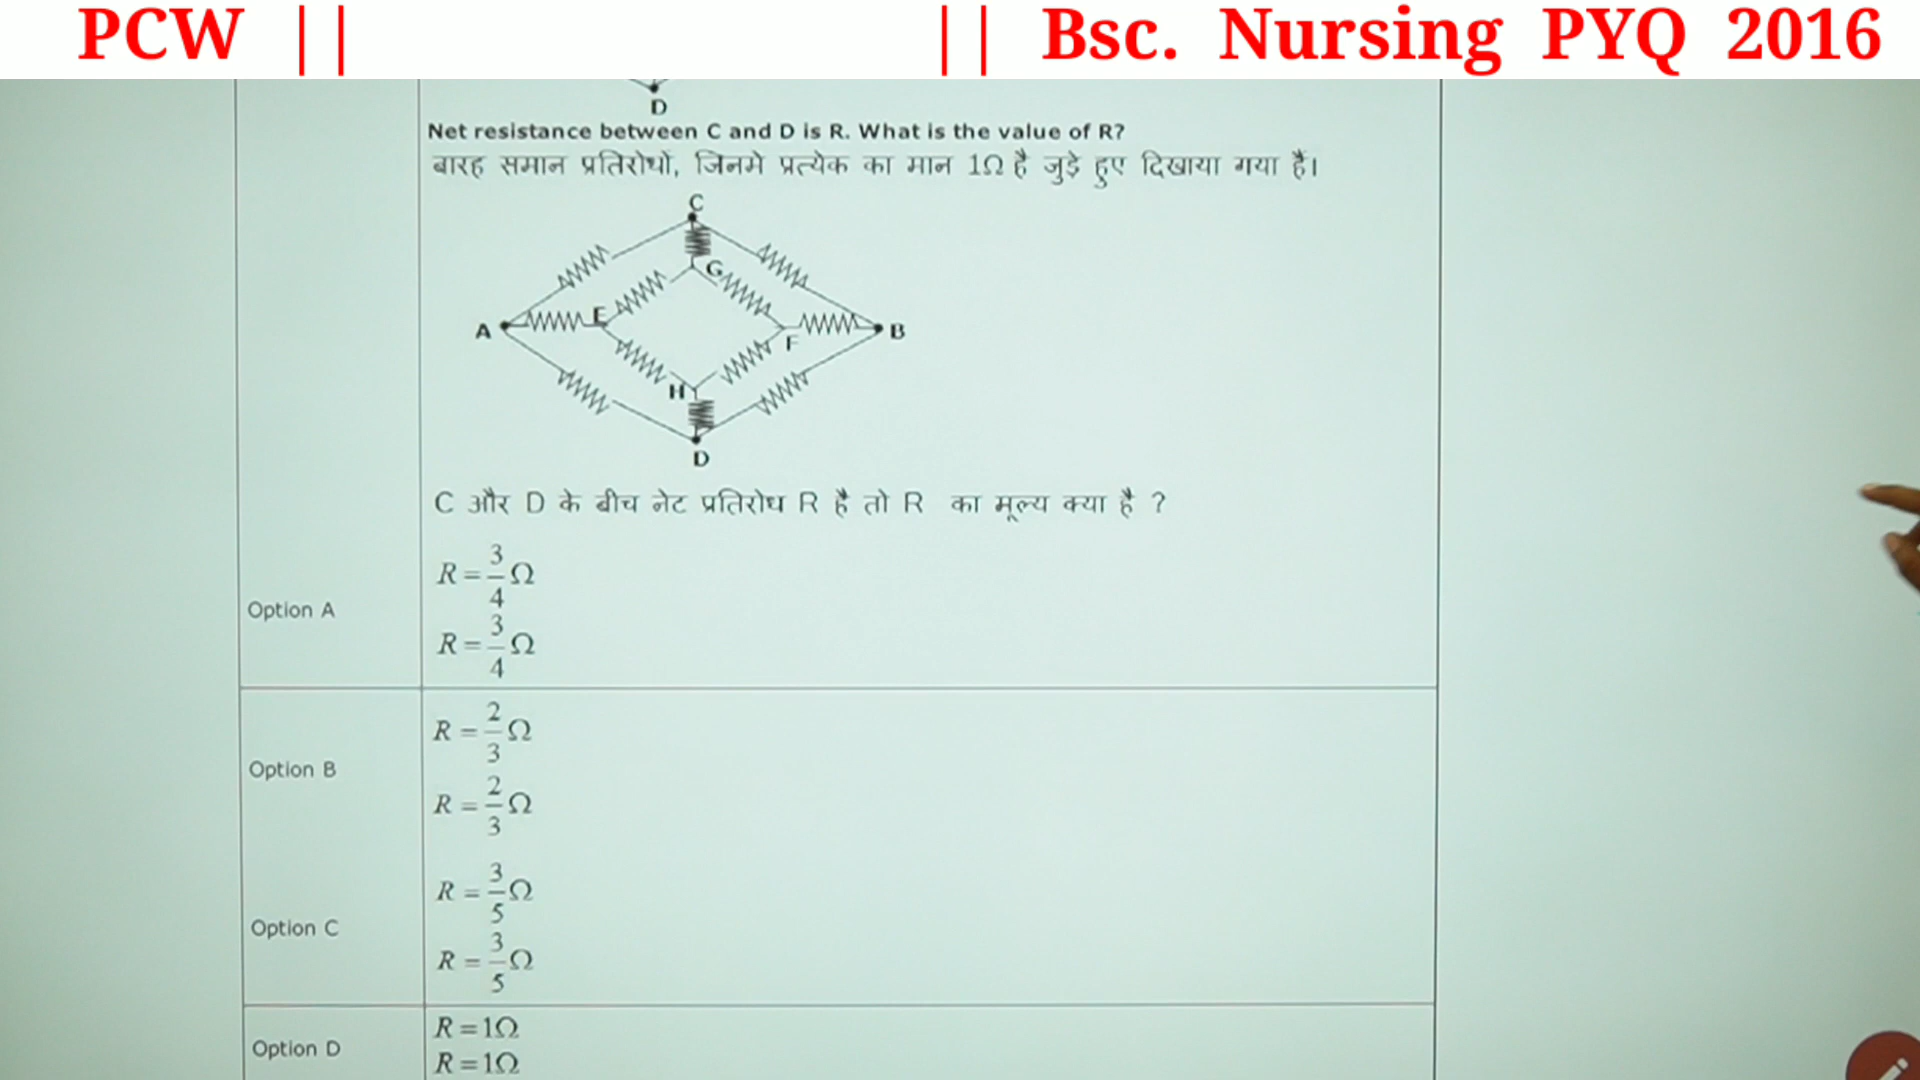 PCW || || Bsc. Nursing PYQ 2016
D
Net resistance between C and D is R. What is the value of R?
बारह समान प्रतिरोधों, जिनमे प्रत्येक का मान 1Ω है जुड़े हुए दिखाया गया है।
C
G
A E B
F
H
D
C और D के बीच नेट प्रतिरोध R है तो R का मूल्य क्या है ?
Option A
R = 3/4 Ω
R = 3/4 Ω
Option B
R = 2/3 Ω
R = 2/3 Ω
Option C
R = 3/5 Ω
R = 3/5 Ω
Option D
R = 1Ω
R = 1Ω